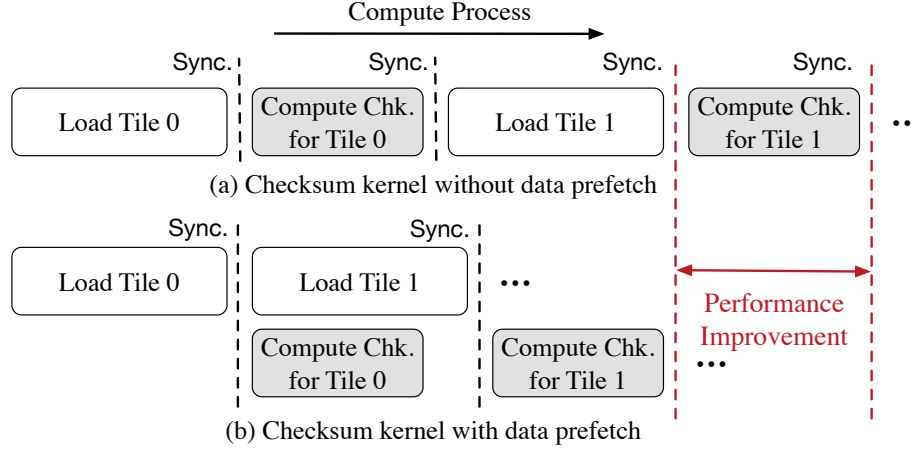 Compute Process
Sync. Sync. Sync. Sync.
Load Tile 0
Compute Chk.
for Tile 0
Load Tile 1
Compute Chk.
for Tile 1
...
(a) Checksum kernel without data prefetch
Sync. Sync.
Load Tile 0
Load Tile 1
...
Performance
Improvement
Compute Chk.
for Tile 0
Compute Chk.
for Tile 1
...
(b) Checksum kernel with data prefetch